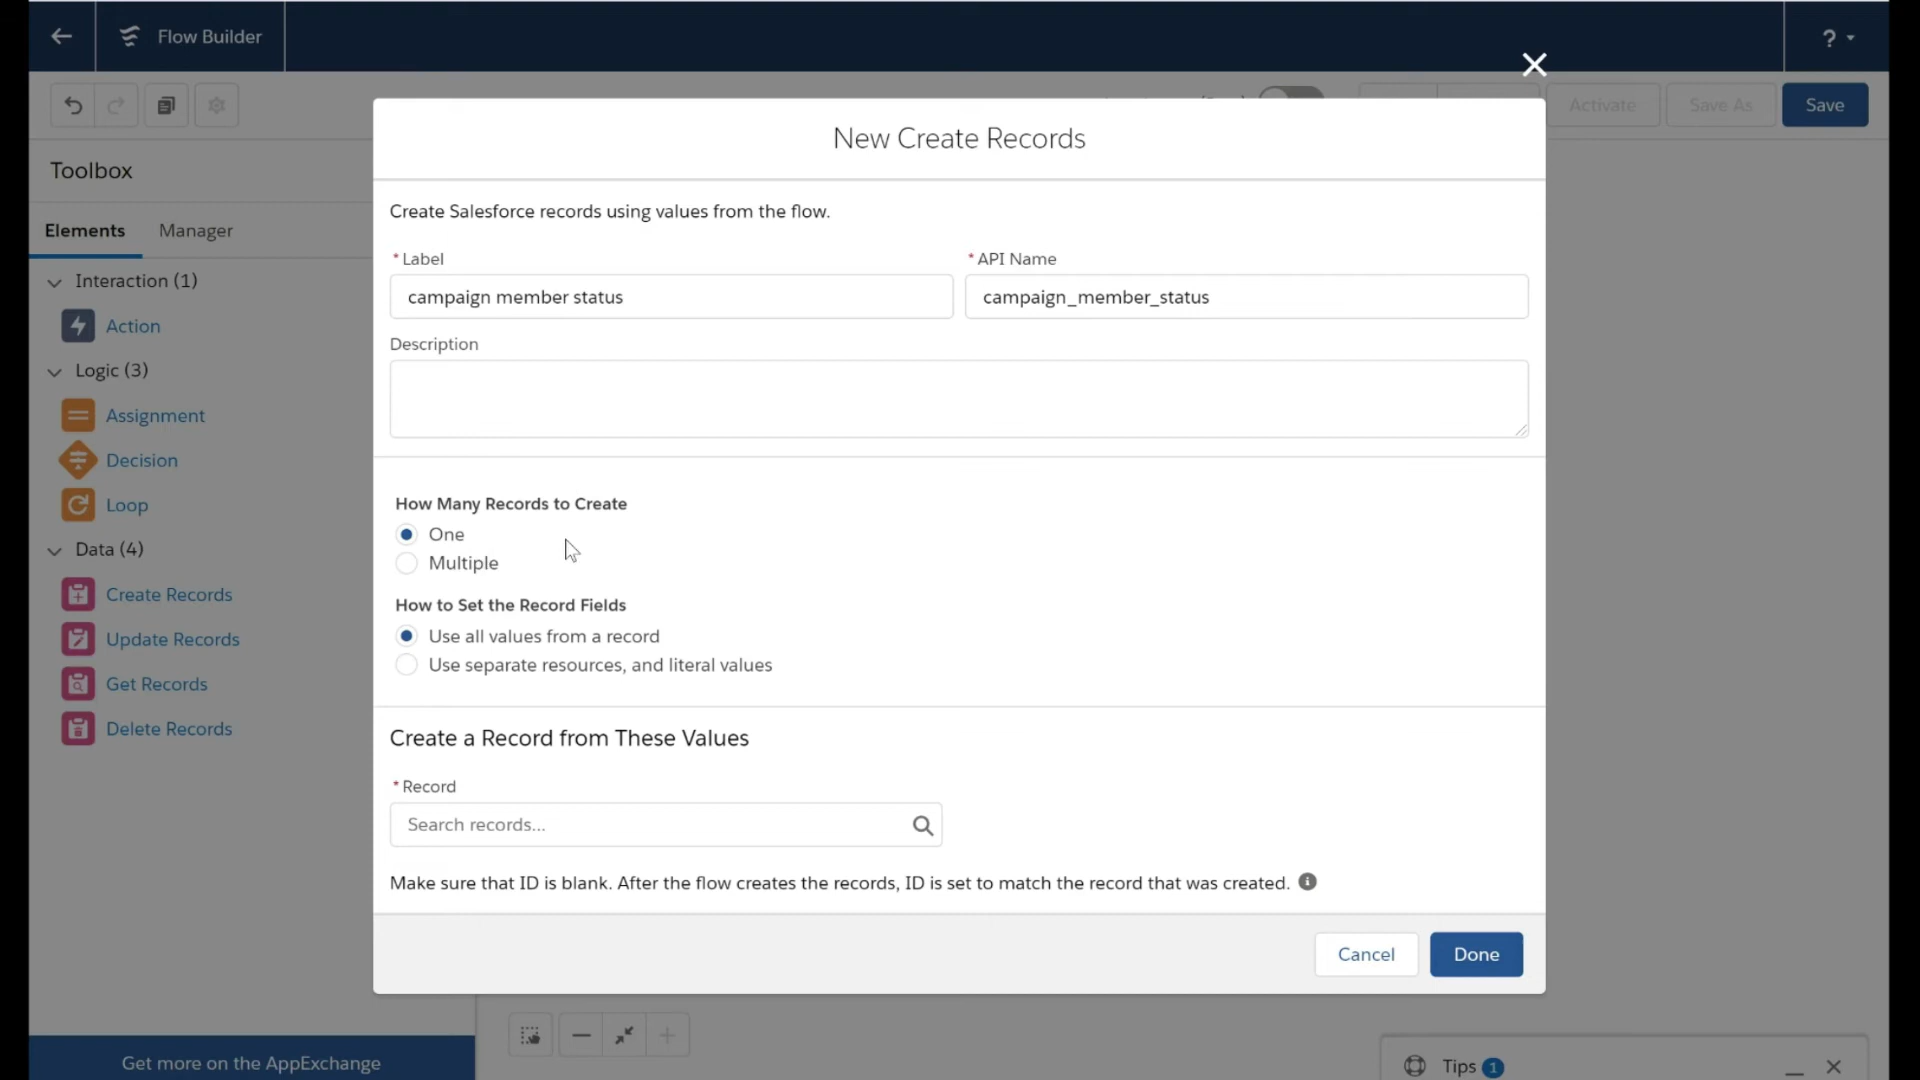 Flow Builder
?
Activate
Save As
Save
Toolbox
Elements
Manager
Interaction (1)
Action
Logic (3)
Assignment
Decision
Loop
Data (4)
Create Records
Update Records
Get Records
Delete Records
Get more on the AppExchange
New Create Records
Create Salesforce records using values from the flow.
* Label
* API Name
campaign member status
campaign_member_status
Description
How Many Records to Create
One
Multiple
How to Set the Record Fields
Use all values from a record
Use separate resources, and literal values
Create a Record from These Values
* Record
Search records...
Make sure that ID is blank. After the flow creates the records, ID is set to match the record that was created.
Cancel
Done
Tips 1